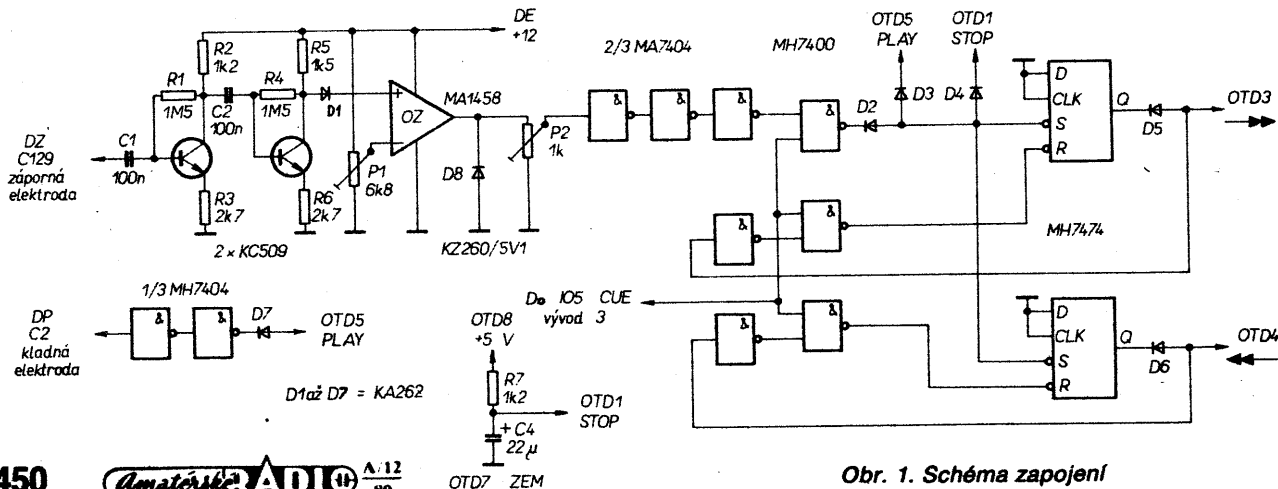 DE
+12
R2
1k2
R5
1k5
R1
1M5
C2
100n
R4
1M5
D1
+
OZ
−
MA1458
DZ
C129
záporná
elektroda
C1
100n
R3
2k7
R6
2k7
P1
6k8
D8
P2
1k
2 × KC509
KZ260/5V1
2/3 MA7404
&
&
&
MH7400
&
D2
OTD5
PLAY
OTD1
STOP
D3
D4
D
CLK
S
R
Q
D5
OTD3
MH7474
&
&
Do IO5 CUE
vývod 3
&
&
D
CLK
S
R
Q
D6
OTD4
1/3 MH7404
DP
C2
kladná
elektroda
&
&
D7
OTD5
PLAY
D1 až D7 = KA262
OTD8
+5 V
R7
1k2
OTD1
STOP
+ C4
22µ
OTD7 ZEM
450
Amatérské RADIO A/12
Obr. 1. Schéma zapojení